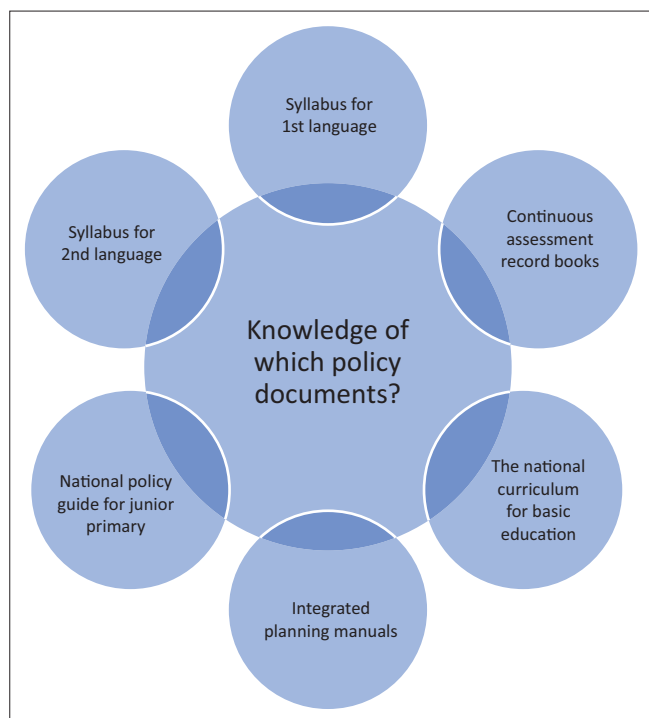 Syllabus for
1st language
Syllabus for
2nd language
Continuous
assessment
record books
Knowledge of
which policy
documents?
National policy
guide for junior
primary
The national
curriculum
for basic
education
Integrated
planning manuals